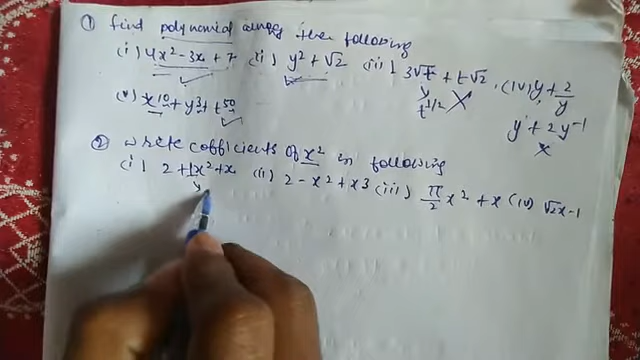 ① find polynomial among the following
(i) 4x² - 3x + 7 (ii) y² + √2 (iii) 3√t + t√2, (iv) y + 2/y
t^1/2 y + 2y⁻¹
(v) x¹⁰ + y³ + t⁵⁰
② write cofficients of x² in following
(i) 2 + 1x² + x (ii) 2 - x² + x3 (iii) π/2 x² + x (iv) √2x - 1